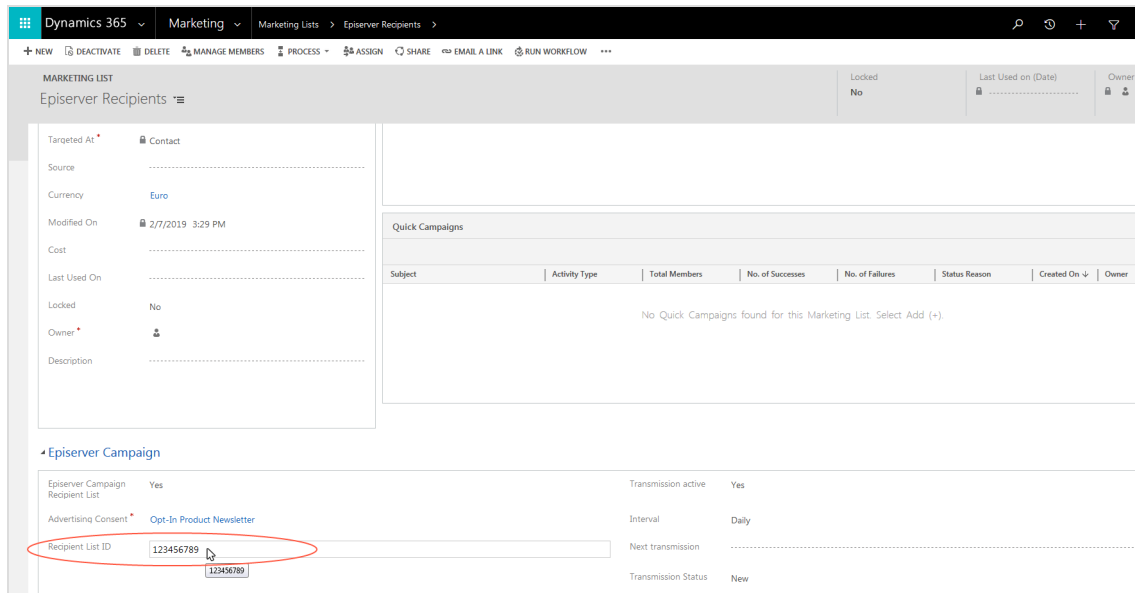 Dynamics 365 Marketing Marketing Lists > Episerver Recipients >
+ NEW DEACTIVATE DELETE MANAGE MEMBERS PROCESS ASSIGN SHARE EMAIL A LINK RUN WORKFLOW ...
MARKETING LIST
Episerver Recipients
Locked
No
Last Used on (Date)
Owner
Targeted At * Contact
Source
Currency Euro
Modified On 2/7/2019 3:29 PM
Cost
Last Used On
Locked No
Owner *
Description
Quick Campaigns
Subject Activity Type Total Members No. of Successes No. of Failures Status Reason Created On ↓ Owner
No Quick Campaigns found for this Marketing List. Select Add (+).
Episerver Campaign
Episerver Campaign Recipient List Yes
Advertising Consent * Opt-In Product Newsletter
Recipient List ID 123456789
123456789
Transmission active Yes
Interval Daily
Next transmission
Transmission Status New